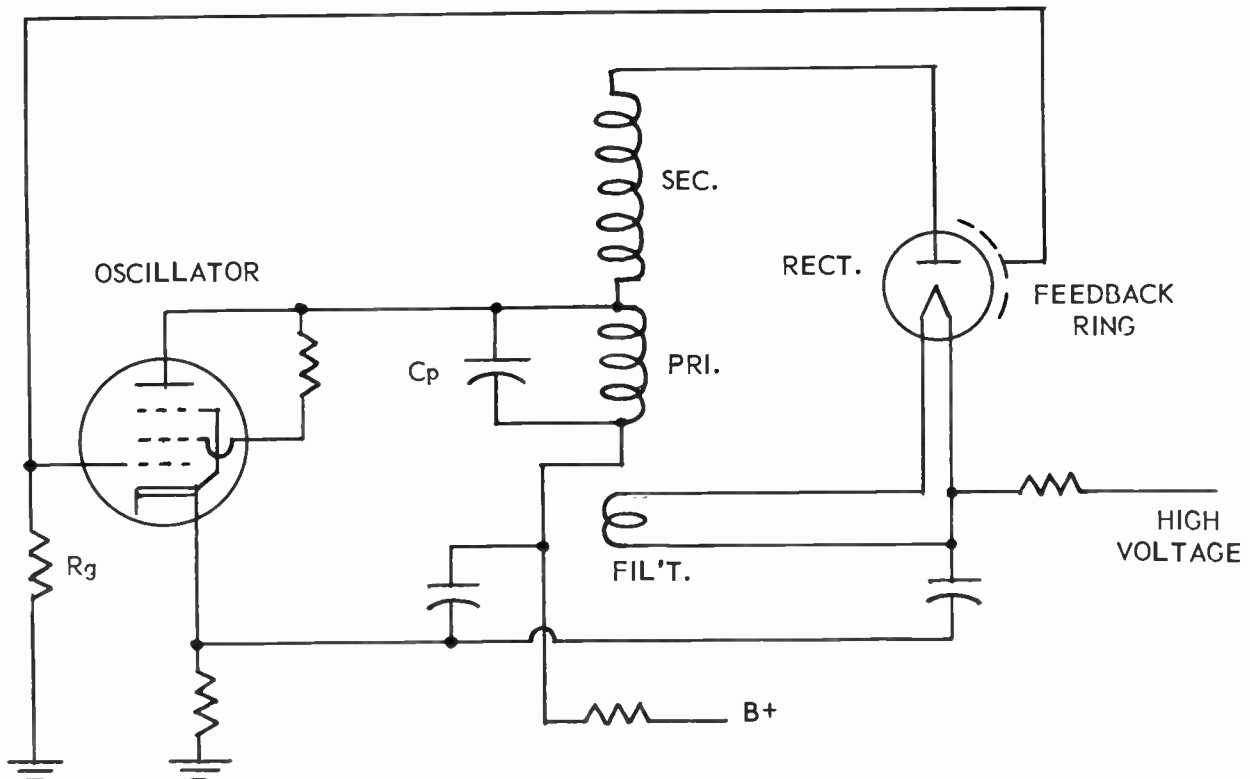 SEC.
OSCILLATOR
RECT.
FEEDBACK
RING
Cp
PRI.
HIGH
VOLTAGE
Rg
FIL'T.
B+